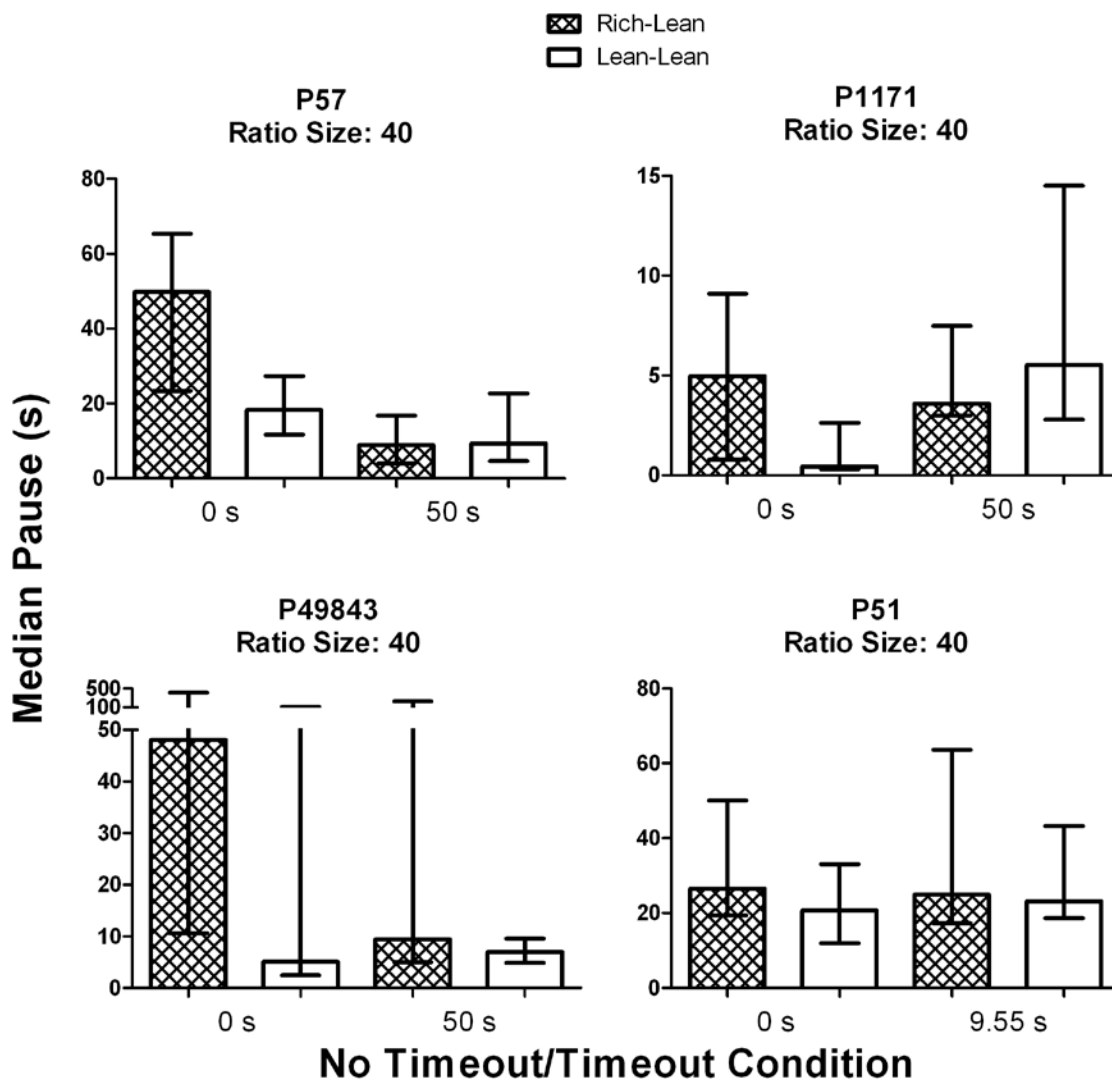 Rich-Lean
Lean-Lean
P57
Ratio Size: 40
80
60
40
20
0
0 s
50 s
P1171
Ratio Size: 40
15
10
5
0
0 s
50 s
Median Pause (s)
P49843
Ratio Size: 40
500
100
50
40
30
20
10
0
0 s
50 s
P51
Ratio Size: 40
80
60
40
20
0
0 s
9.55 s
No Timeout/Timeout Condition